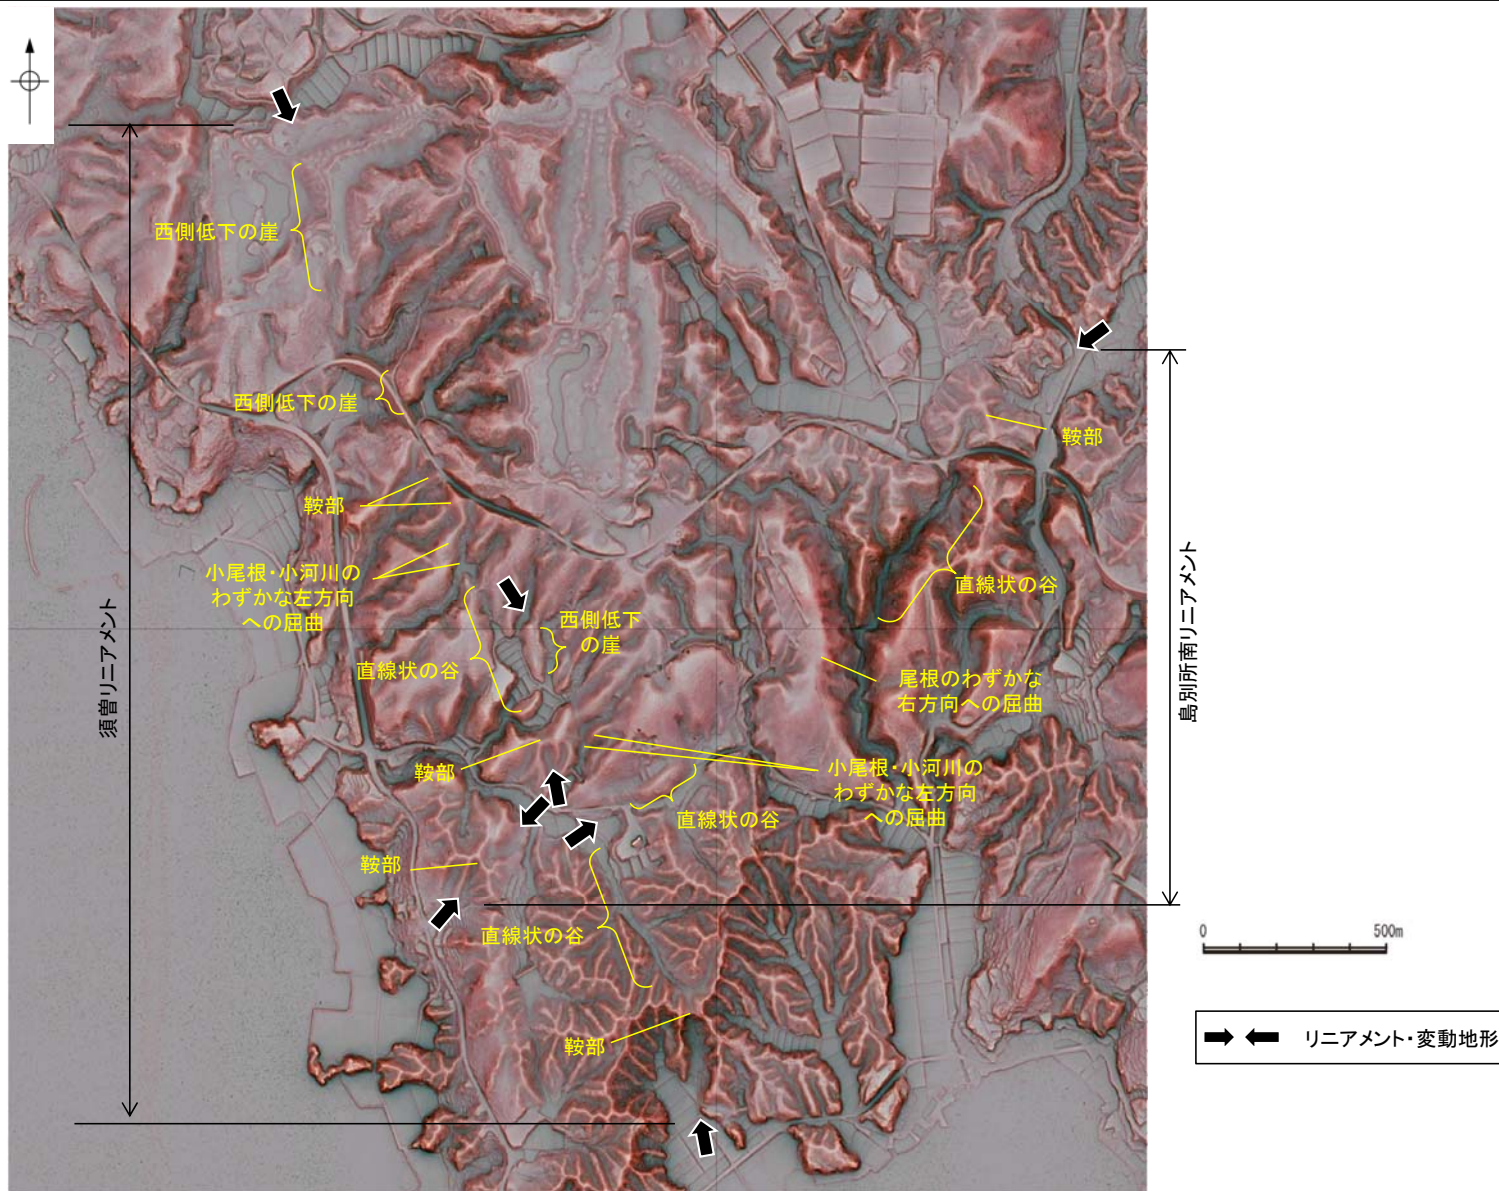 西側低下の崖
西側低下の崖
鞍部
鞍部
小尾根・小河川の
わずかな左方向
への屈曲
直線状の谷
西側低下
の崖
直線状の谷
尾根のわずかな
右方向への屈曲
鞍部
小尾根・小河川の
わずかな左方向
への屈曲
直線状の谷
鞍部
直線状の谷
鞍部
須曽リニアメント
島別所南リニアメント
0
500m
リニアメント・変動地形